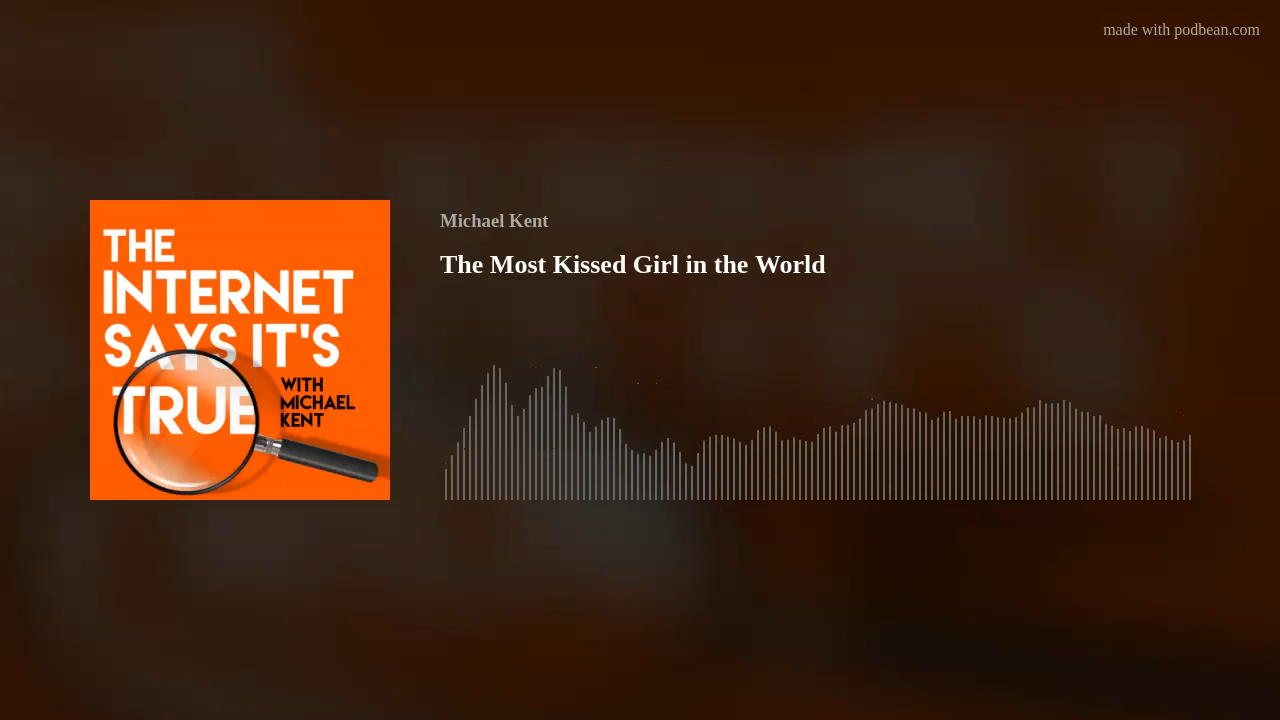 made with podbean.com
THE
INTERNET
SAYS IT'S
TRUE
WITH
MICHAEL
KENT
Michael Kent
The Most Kissed Girl in the World